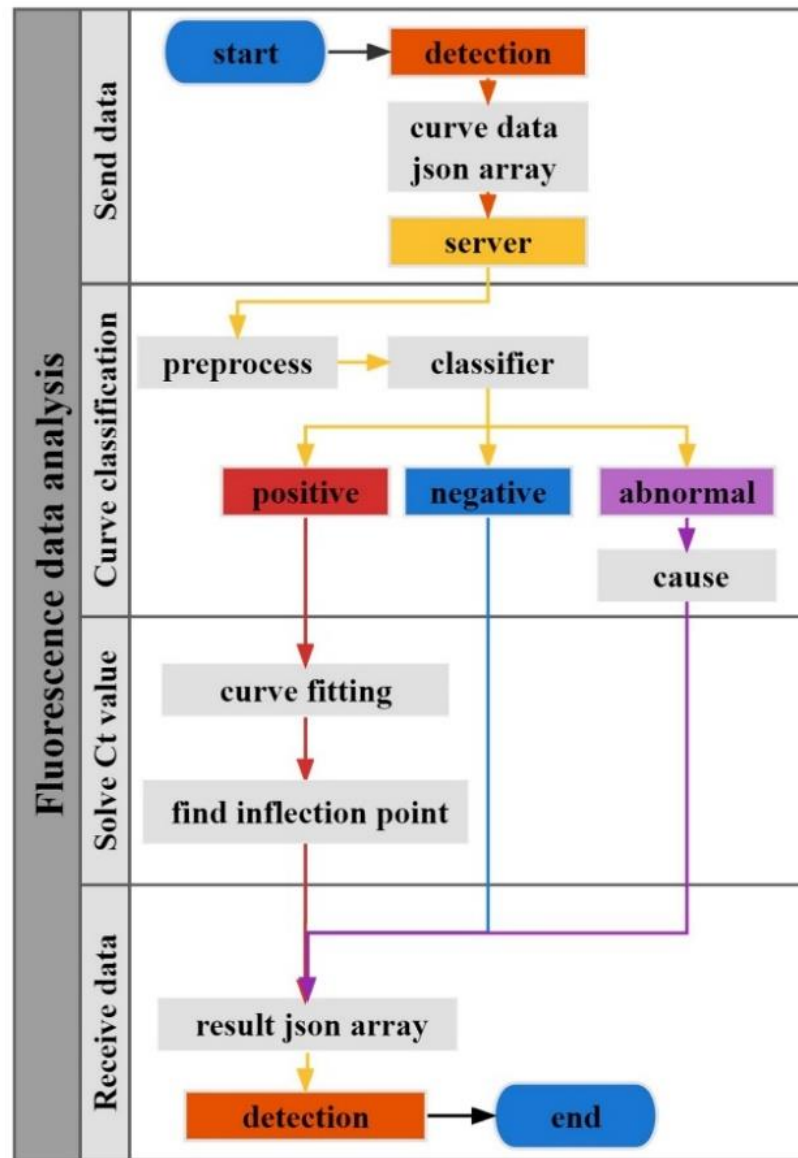 Fluorescence data analysis
Send data
start
detection
curve data
json array
server
Curve classification
preprocess
classifier
positive
negative
abnormal
cause
Solve Ct value
curve fitting
find inflection point
Receive data
result json array
detection
end